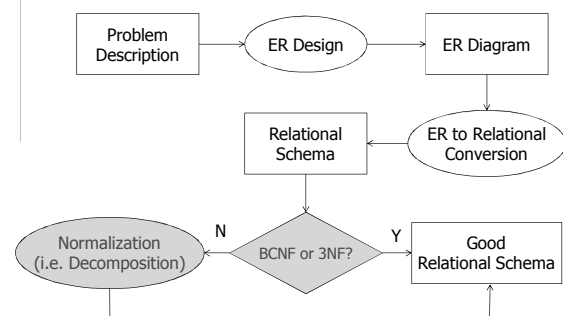 Problem
Description
ER Design
ER Diagram
Relational
Schema
ER to Relational
Conversion
Normalization
(i.e. Decomposition)
N
BCNF or 3NF?
Y
Good
Relational Schema